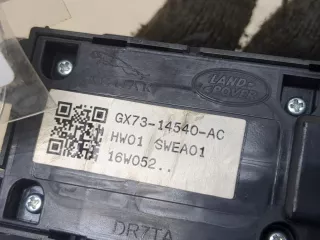 LAND-
ROVER
GX73-14540-AC
HW01 SWEA01
16W052..
DR7TA